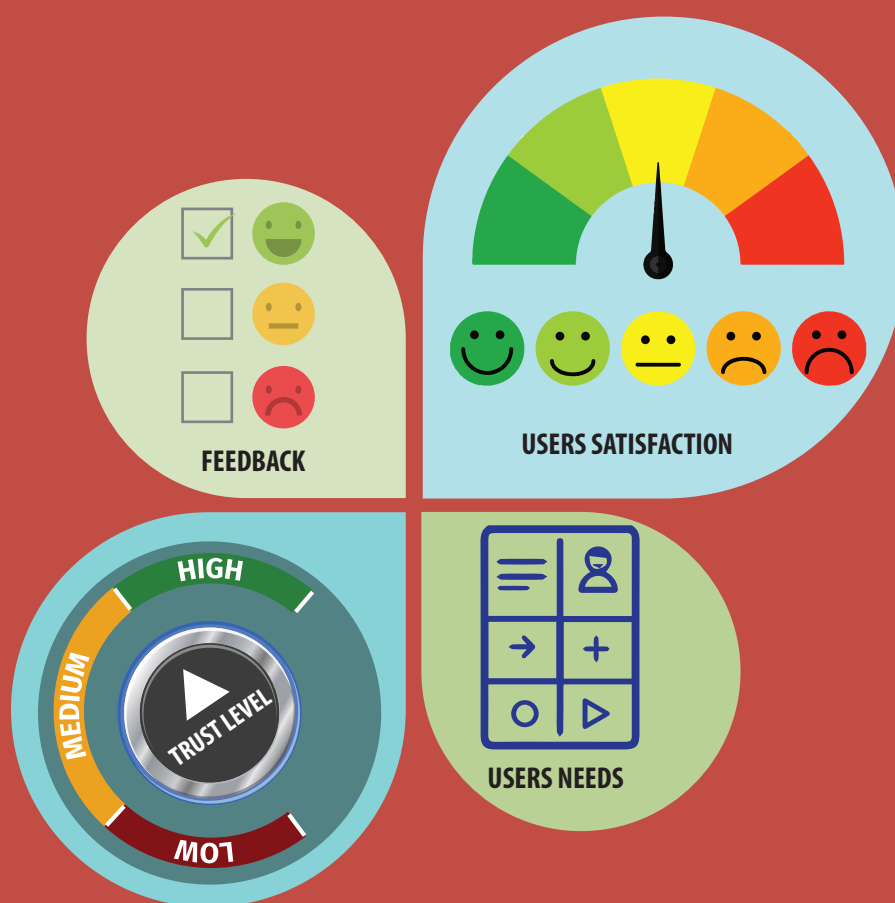 FEEDBACK
USERS SATISFACTION
HIGH
MEDIUM
LOW
TRUST LEVEL
USERS NEEDS